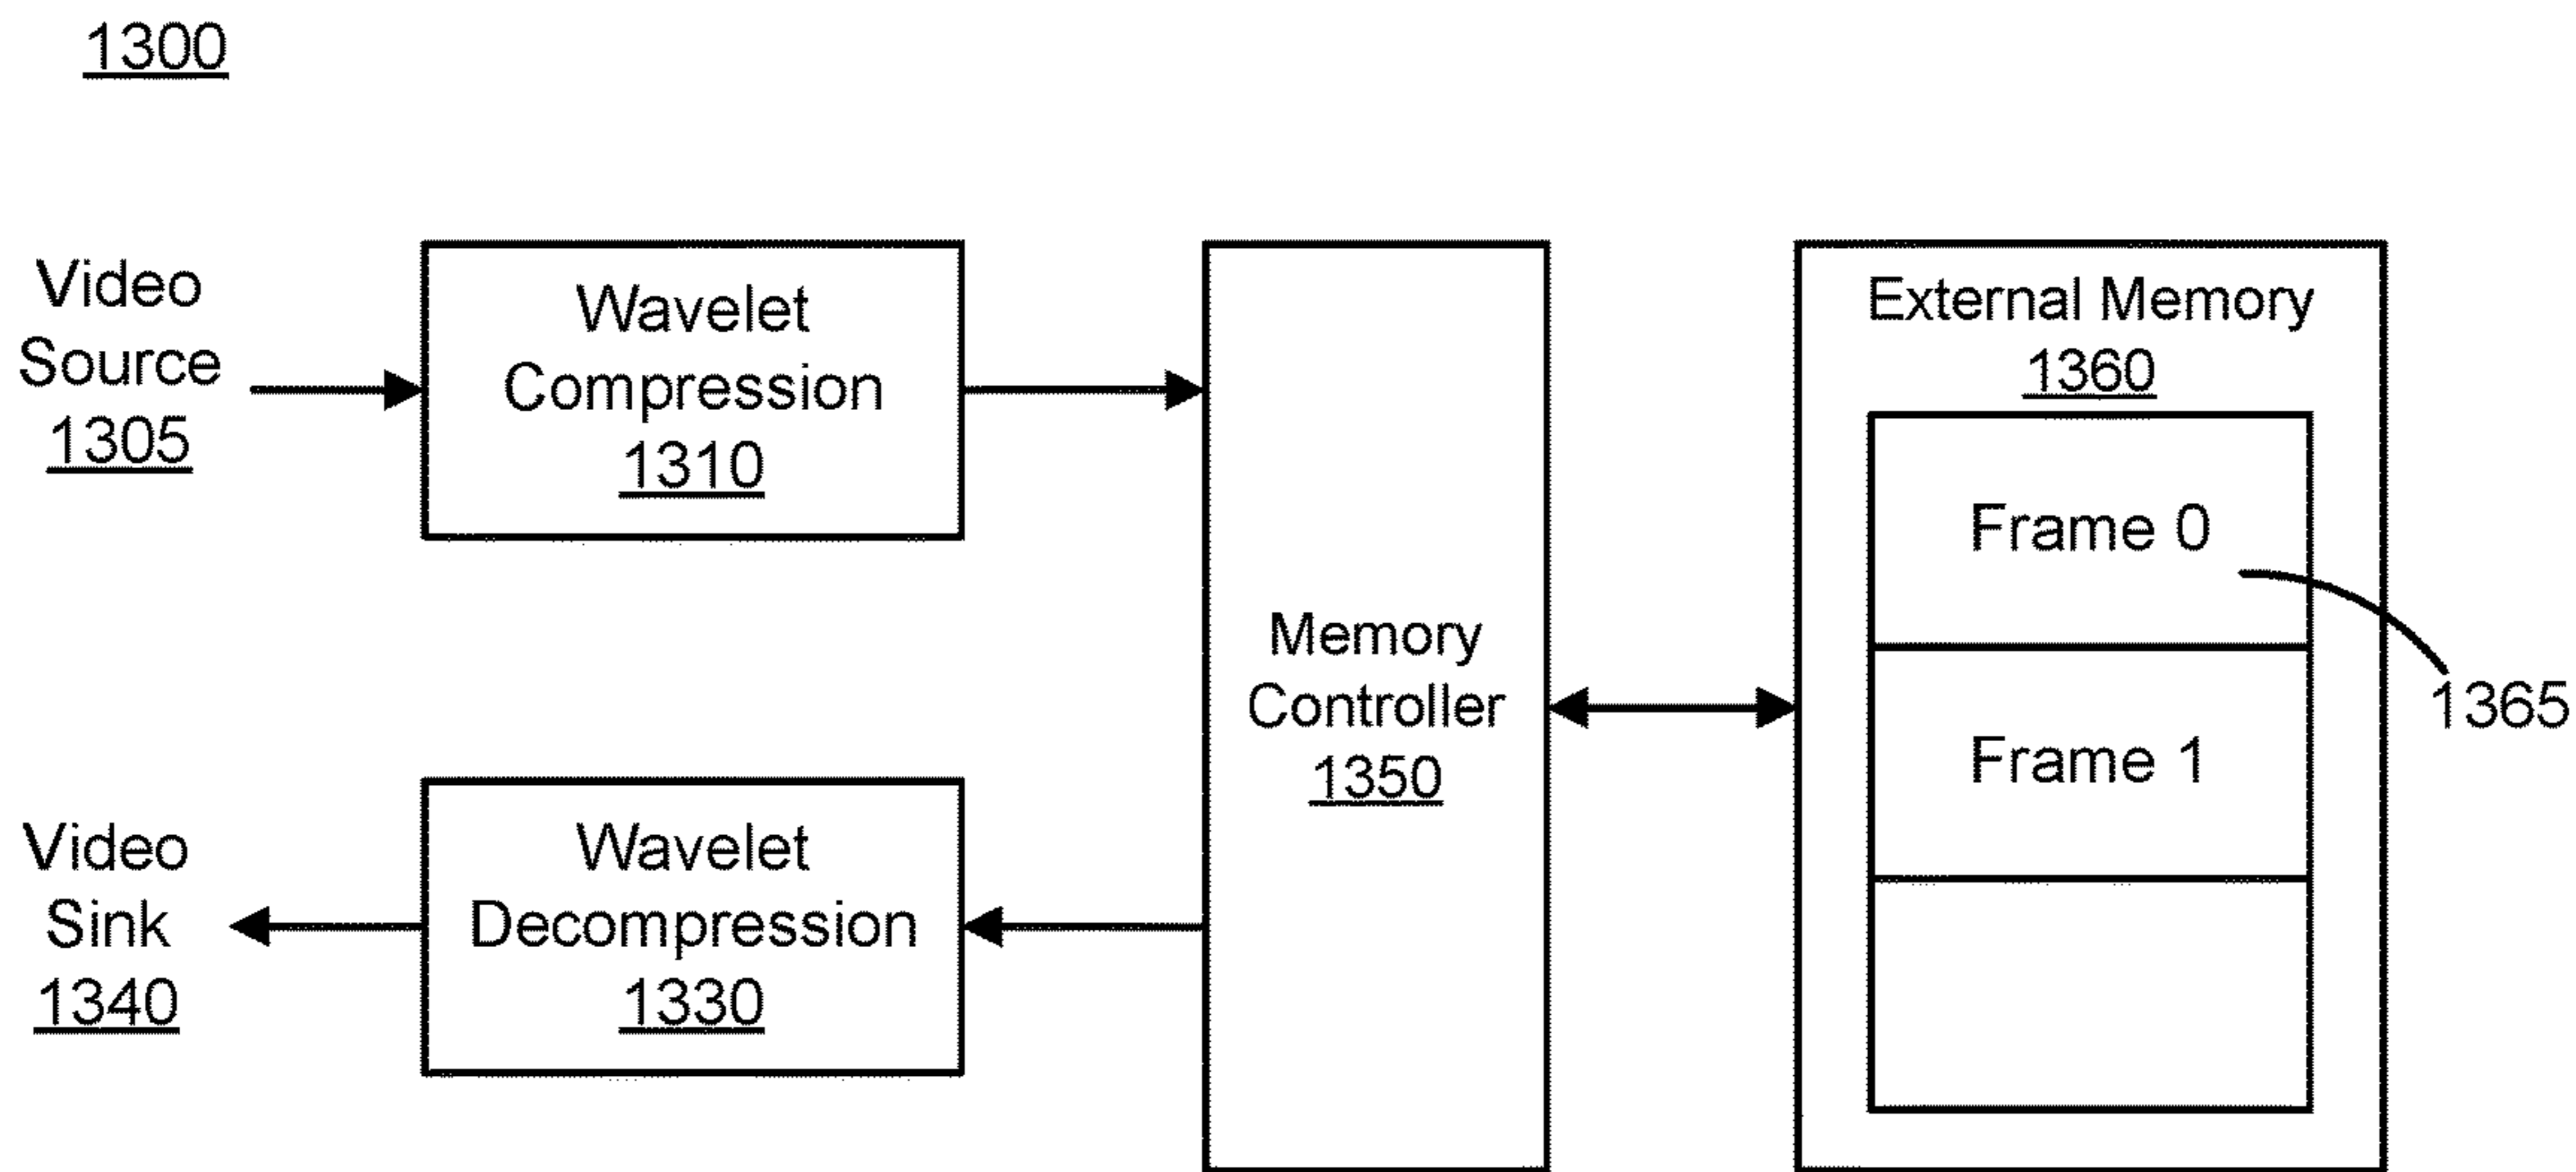 1300
Video
Source
1305
Wavelet
Compression
1310
Video
Sink
1340
Wavelet
Decompression
1330
Memory
Controller
1350
External Memory
1360
Frame 0
Frame 1
1365